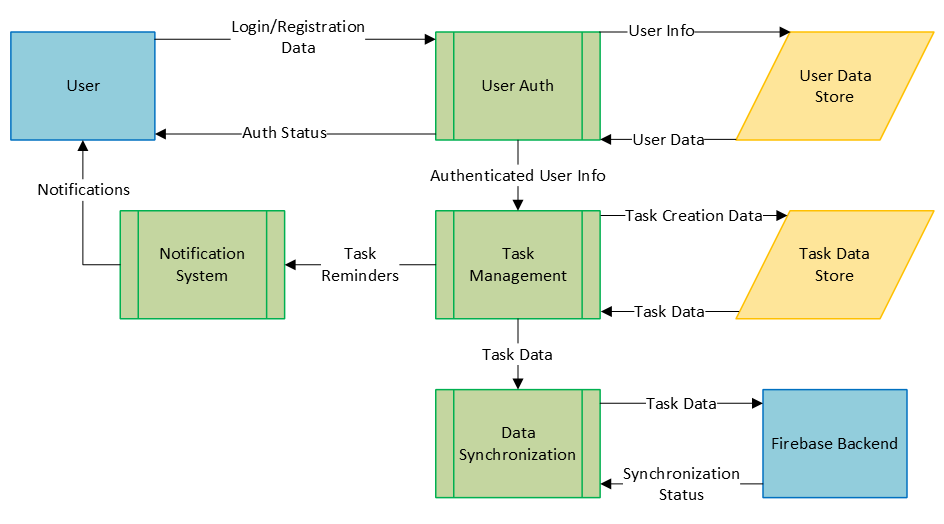 Login/Registration
Data
User Info
User
User Auth
User Data
Store
Auth Status
User Data
Authenticated User Info
Notifications
Task Creation Data
Notification
System
Task
Reminders
Task
Management
Task Data
Store
Task Data
Task Data
Task Data
Data
Synchronization
Firebase Backend
Synchronization
Status